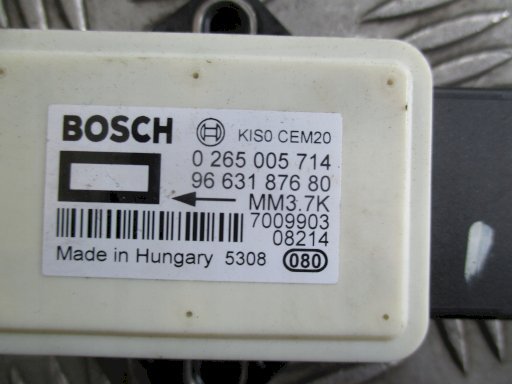 BOSCH KIS0 CEM20
0 265 005 714
96 631 876 80
MM3.7K
7009903
08214
Made in Hungary 5308 080